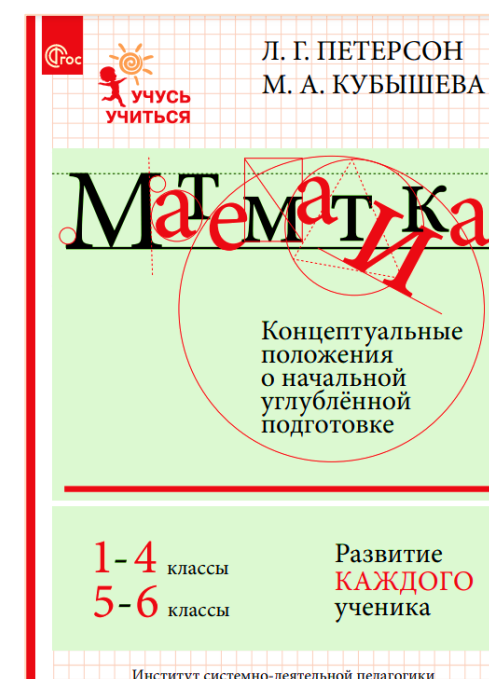 ФГОС
Л. Г. ПЕТЕРСОН
М. А. КУБЫШЕВА
УЧУСЬ
УЧИТЬСЯ
Математика
Концептуальные
положения
о начальной
углублённой
подготовке
1-4 классы
5-6 классы
Развитие
КАЖДОГО
ученика
Институт системно-деятельной педагогики